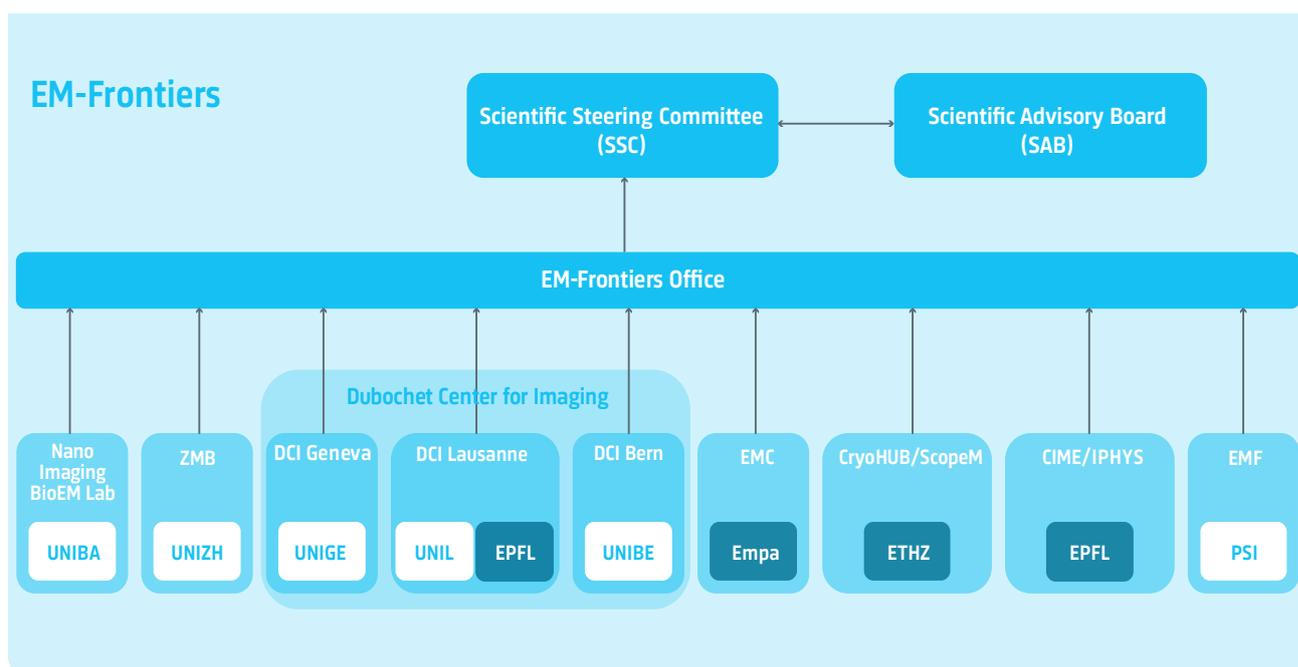 EM-Frontiers
Scientific Steering Committee
(SSC)
Scientific Advisory Board
(SAB)
EM-Frontiers Office
Dubochet Center for Imaging
Nano
Imaging
BioEM Lab
UNIBA
ZMB
UNIZH
DCI Geneva
UNIGE
DCI Lausanne
UNIL
EPFL
DCI Bern
UNIBE
EMC
Empa
CryoHUB/ScopeM
ETHZ
CIME/IPHYS
EPFL
EMF
PSI